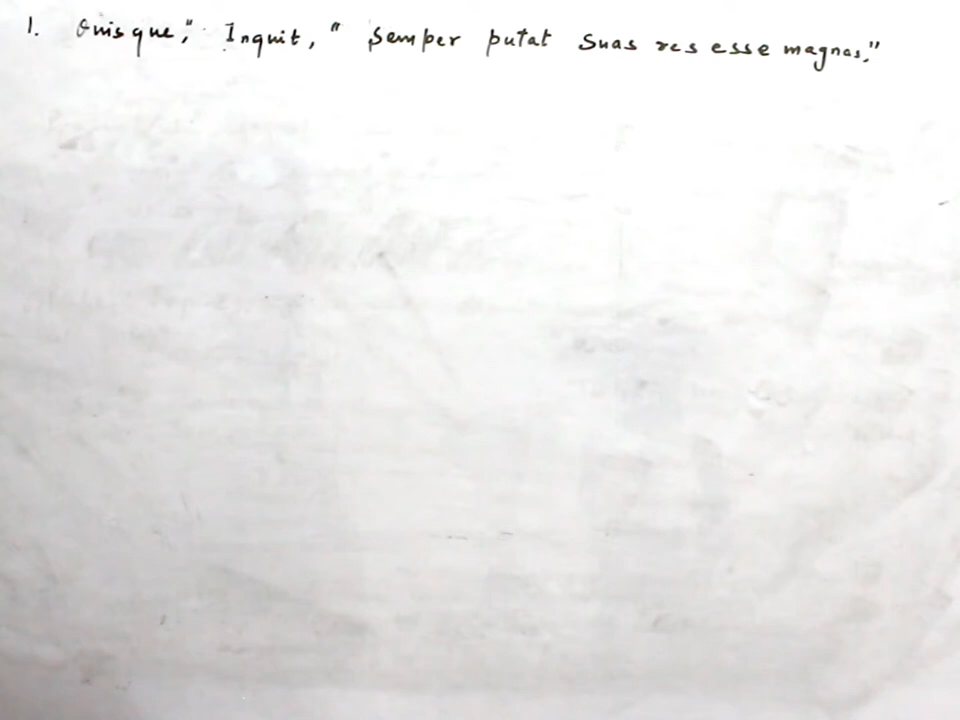 1. Quisque," Inquit, " semper putat suas res esse magnas."